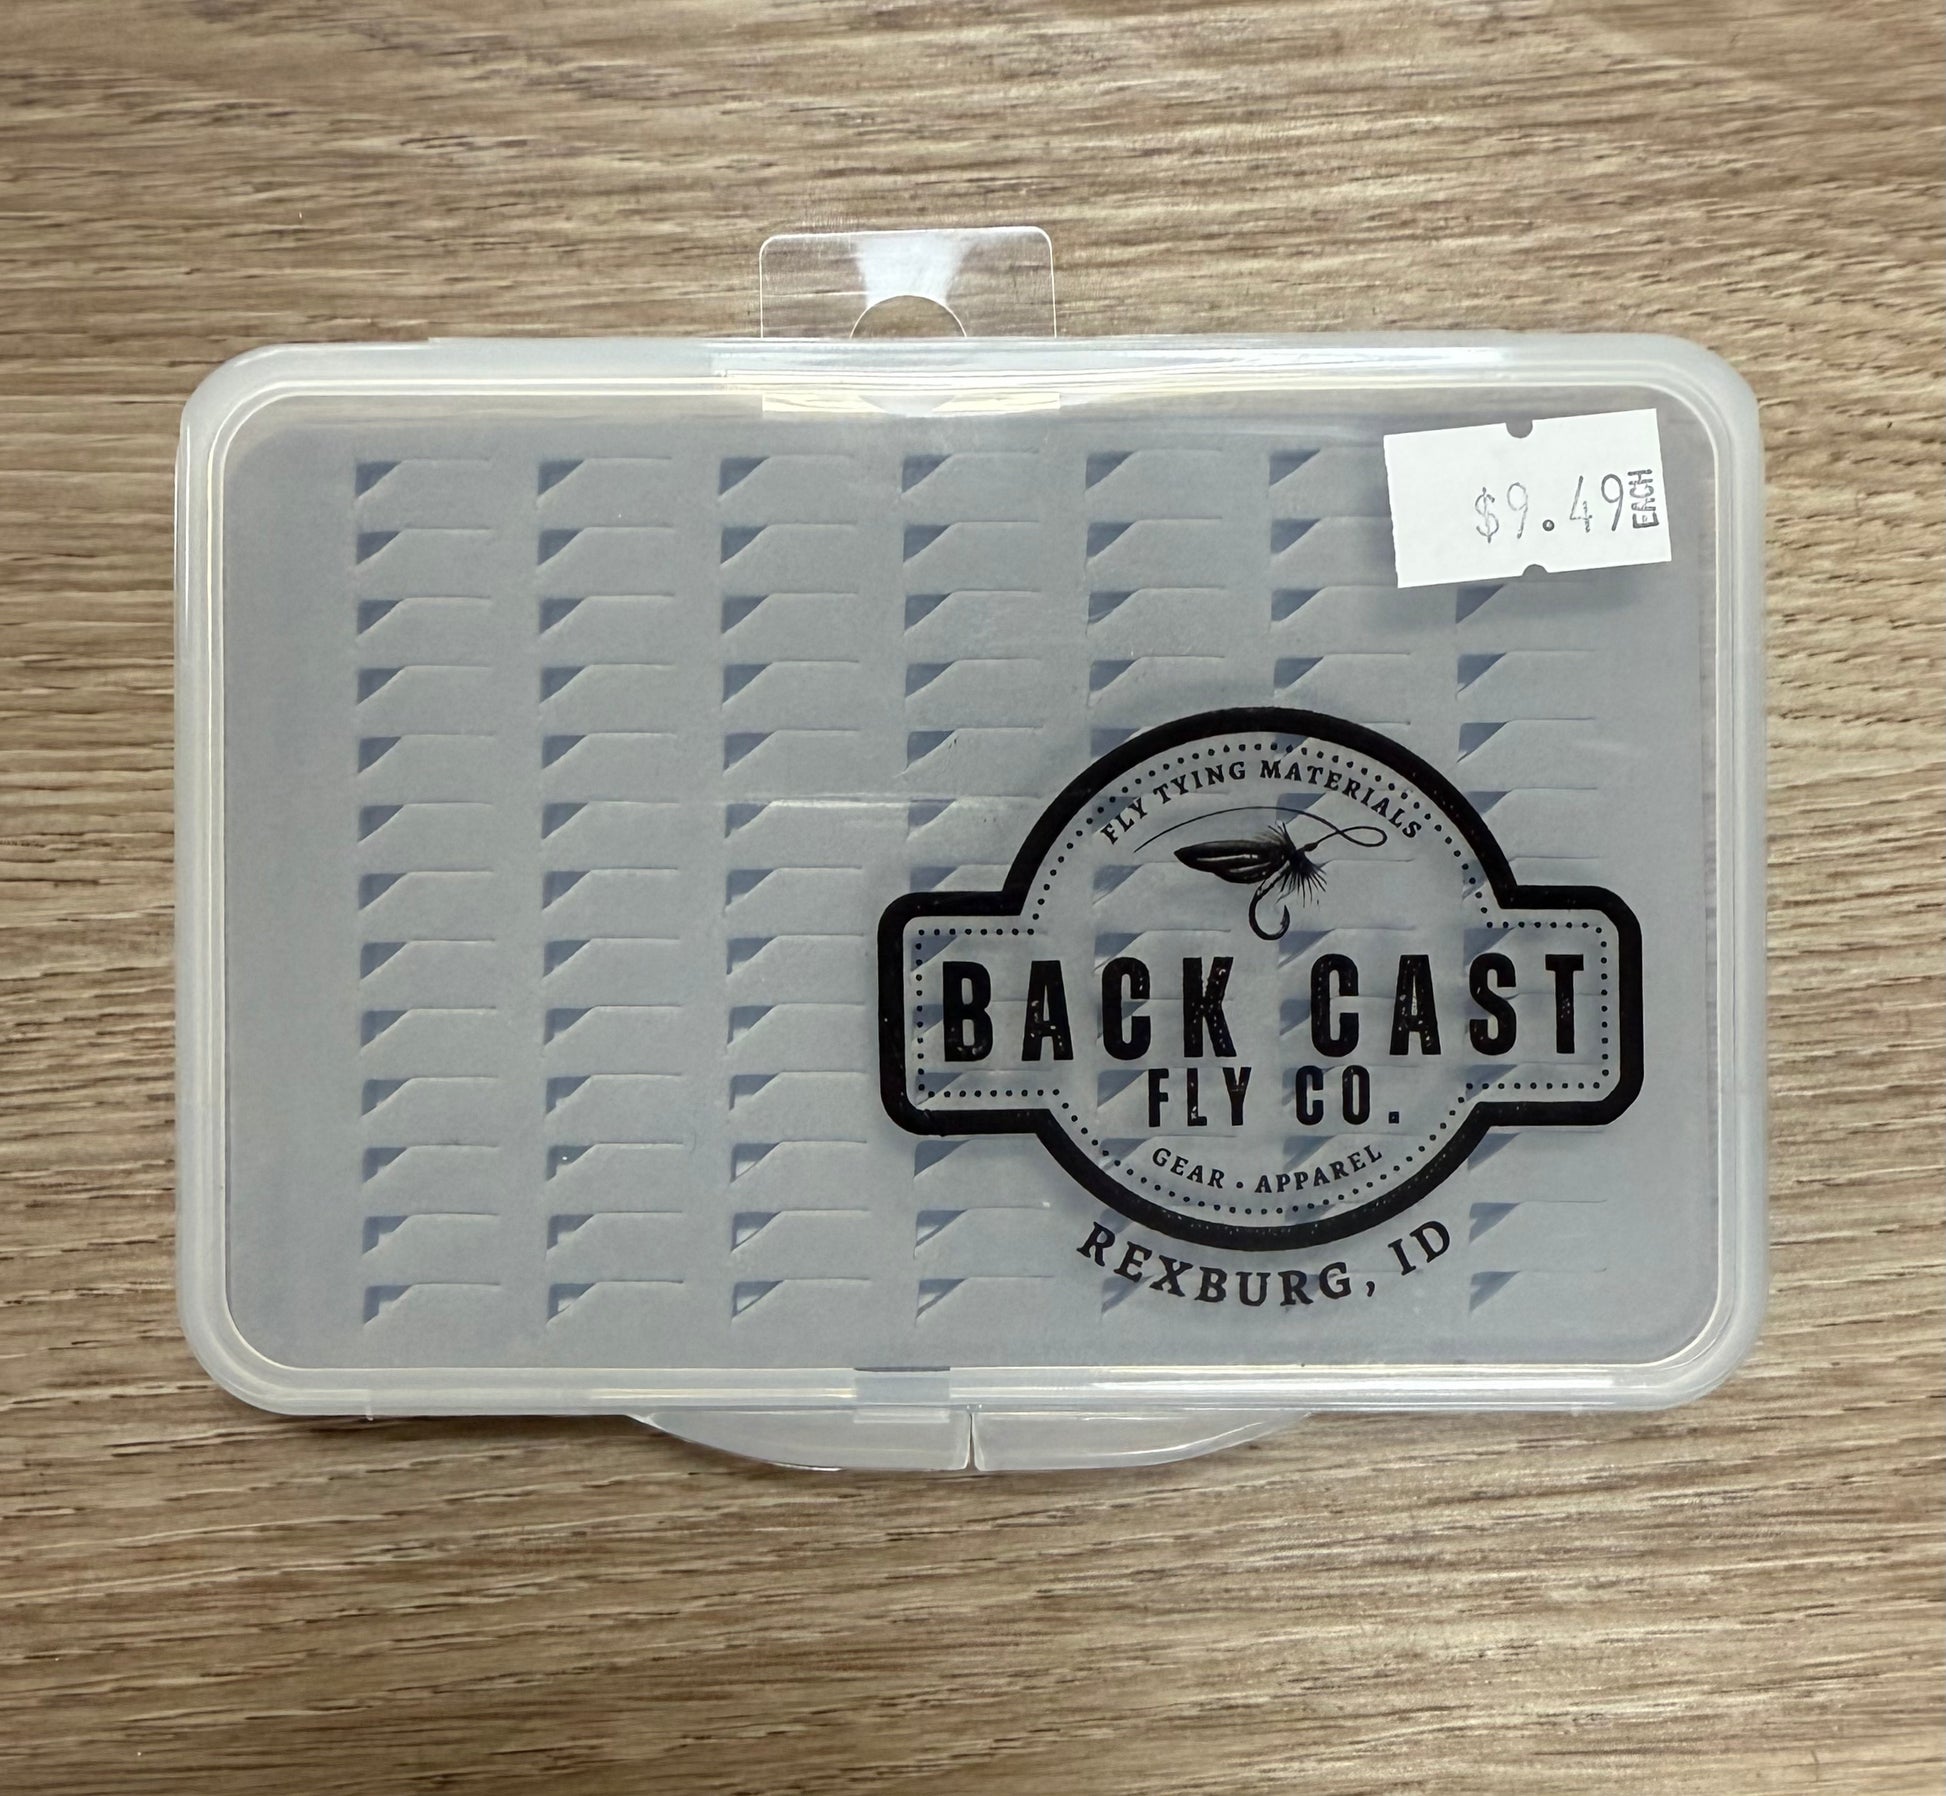 $9.49 EACH
FLY TYING MATERIALS
BACK CAST
FLY CO.
GEAR • APPAREL
REXBURG, ID